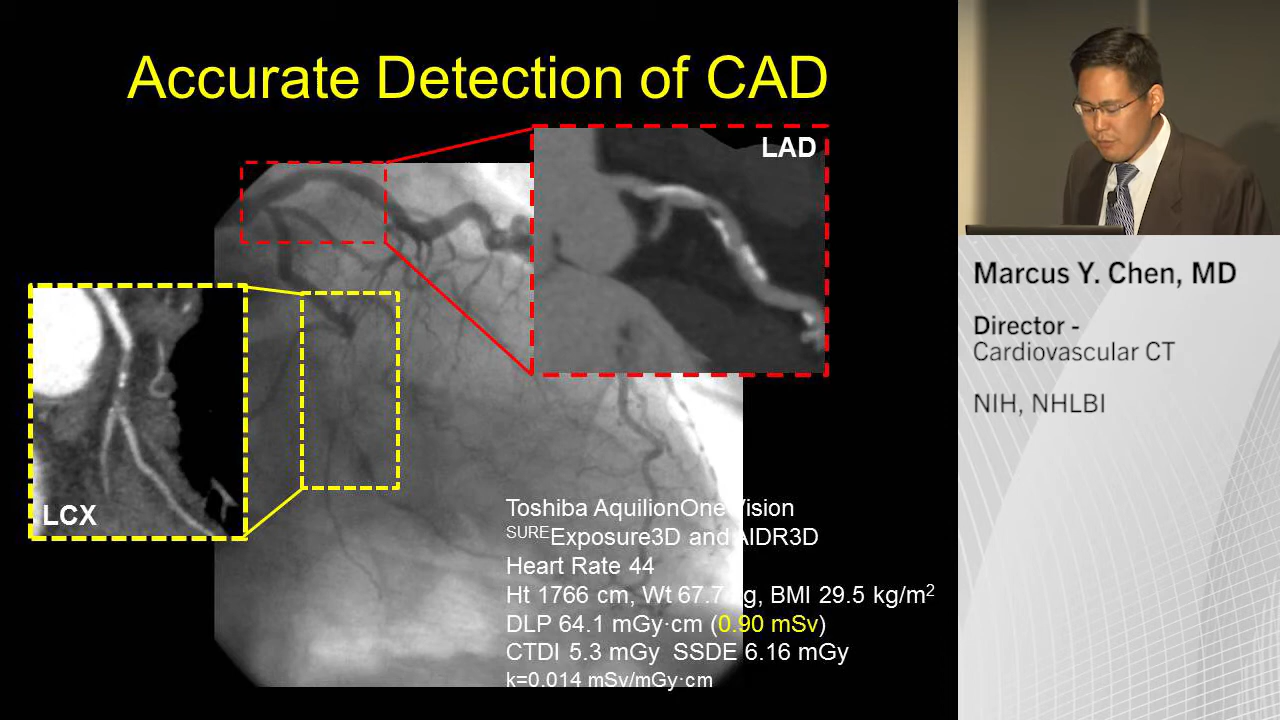 Accurate Detection of CAD
LAD
LCX
Toshiba AquilionOne Vision
SUREExposure3D and AIDR3D
Heart Rate 44
Ht 1766 cm, Wt 67.7 kg, BMI 29.5 kg/m2
DLP 64.1 mGy·cm (0.90 mSv)
CTDI 5.3 mGy SSDE 6.16 mGy
k=0.014 mSv/mGy·cm
Marcus Y. Chen, MD
Director -
Cardiovascular CT
NIH, NHLBI